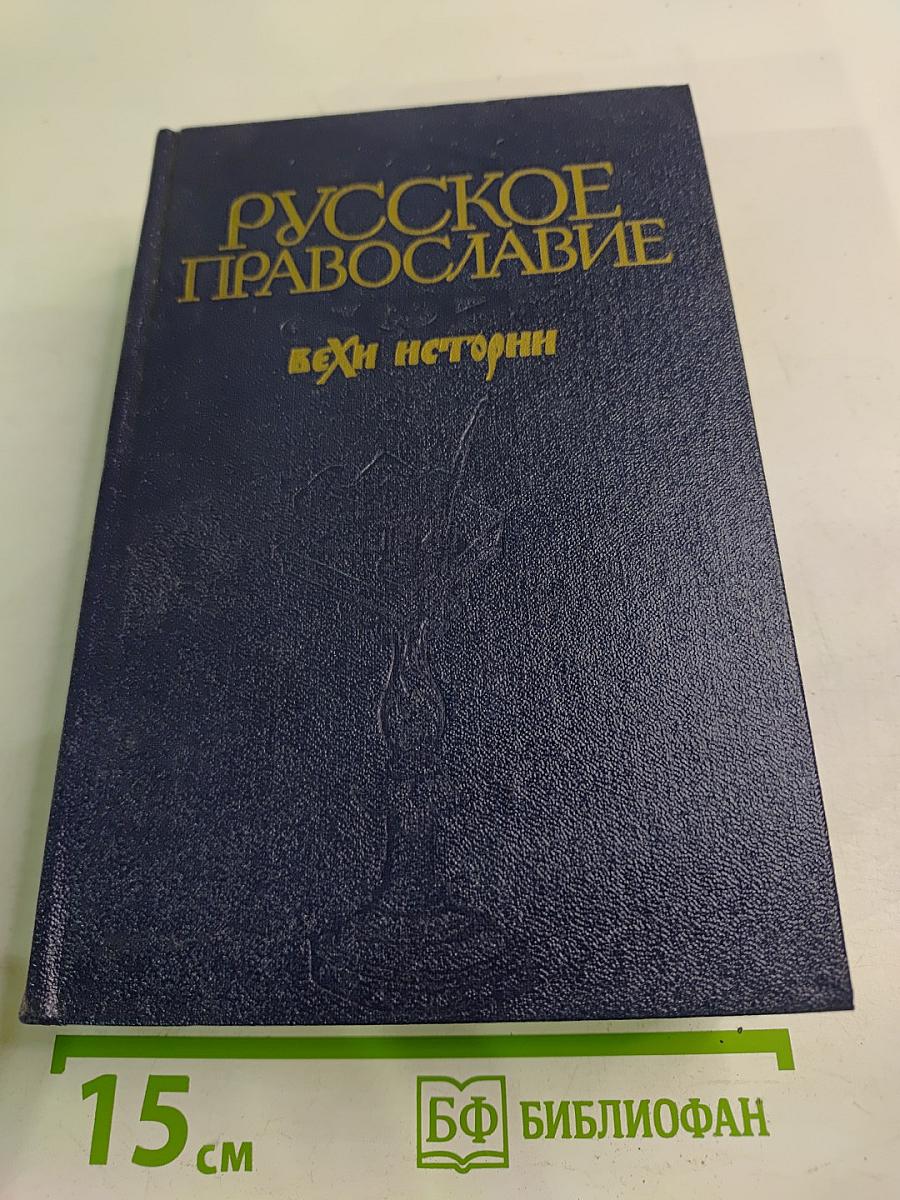 РУССКОЕ
ПРАВОСЛАВИЕ
вехи истории
15 см
БФ БИБЛИОФАН